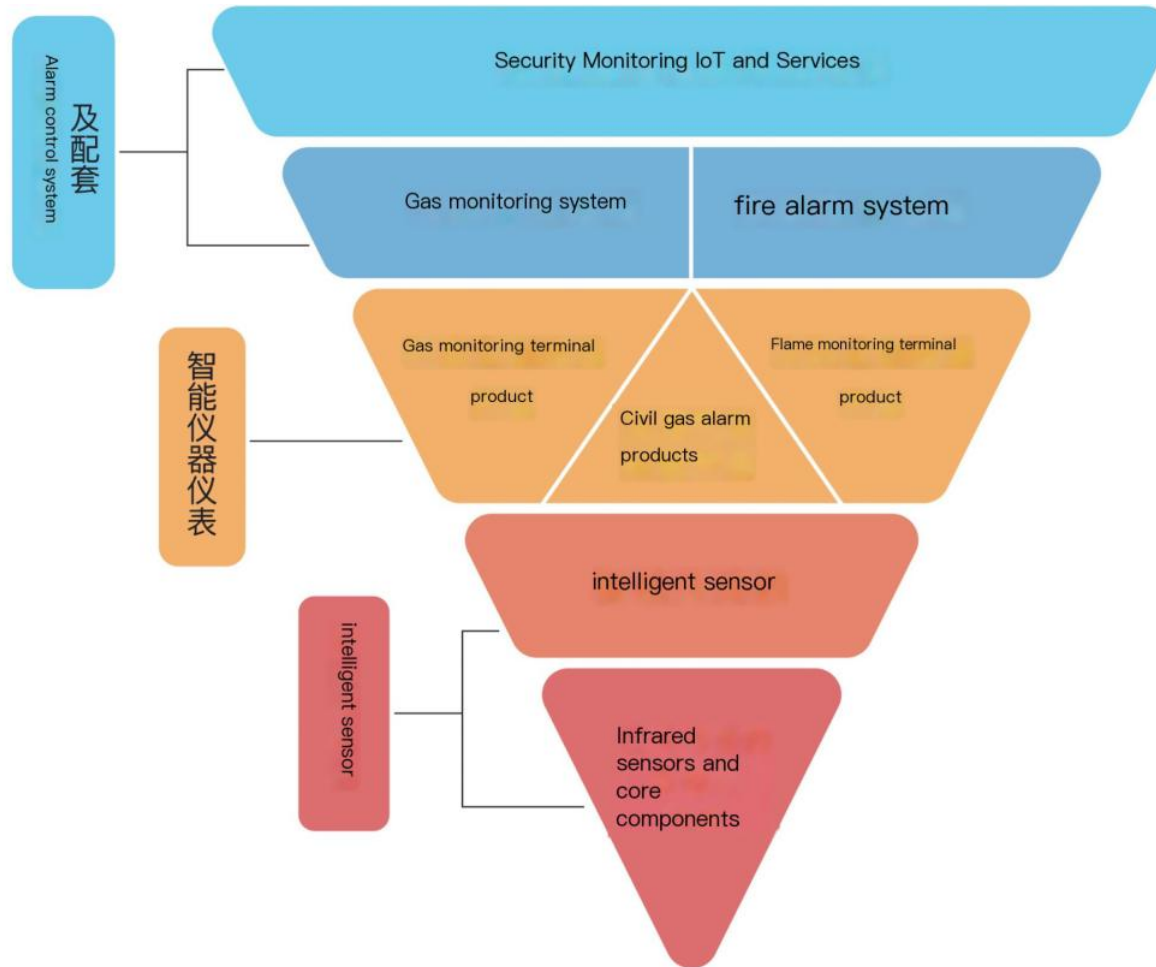 Security Monitoring IoT and Services
Alarm control system
及配套
Gas monitoring system
fire alarm system
Gas monitoring terminal
product
Civil gas alarm
products
Flame monitoring terminal
product
智能仪器仪表
intelligent sensor
intelligent sensor
Infrared
sensors and
core
components